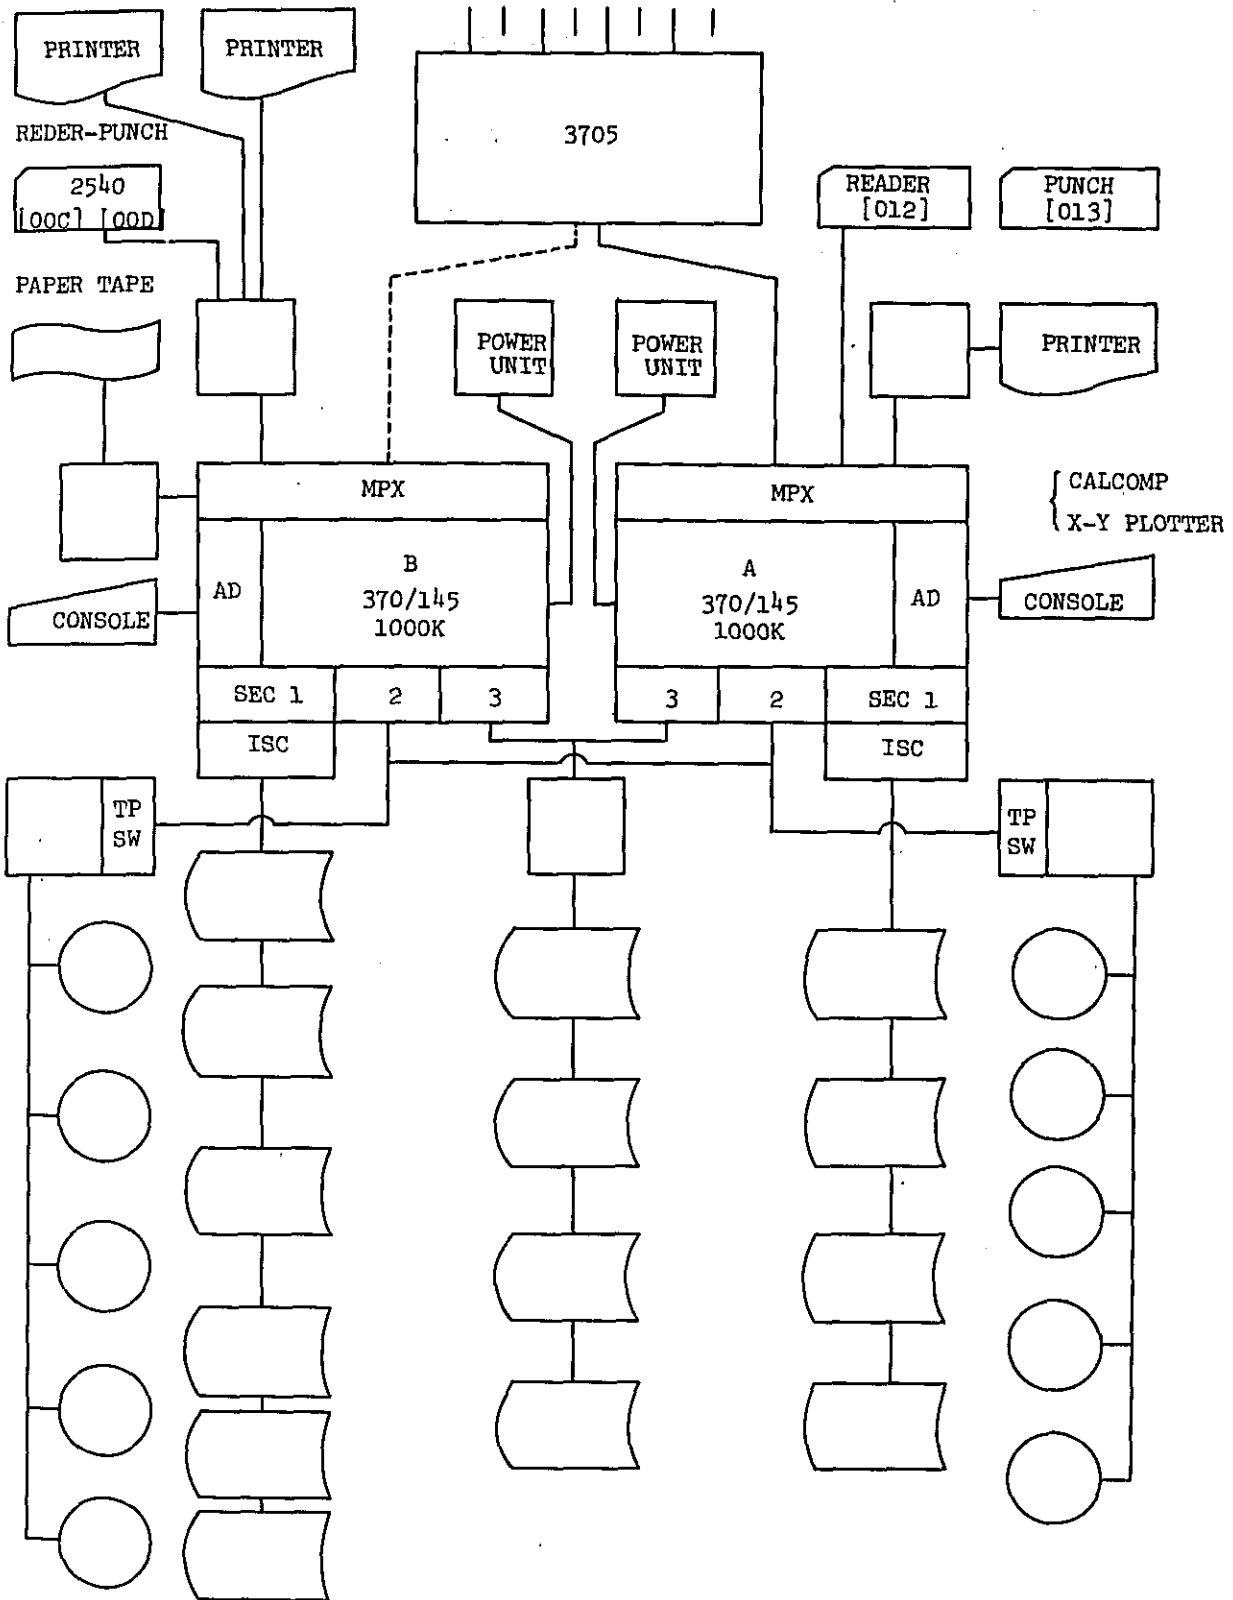 PRINTER
PRINTER
REDER-PUNCH
3705
2540
[00C] [00D]
READER
[012]
PUNCH
[013]
PAPER TAPE
POWER
UNIT
POWER
UNIT
PRINTER
MPX
MPX
CALCOMP
X-Y PLOTTER
AD
B
370/145
1000K
A
370/145
1000K
AD
CONSOLE
CONSOLE
SEC 1
2
3
3
2
SEC 1
ISC
ISC
TP
SW
TP
SW